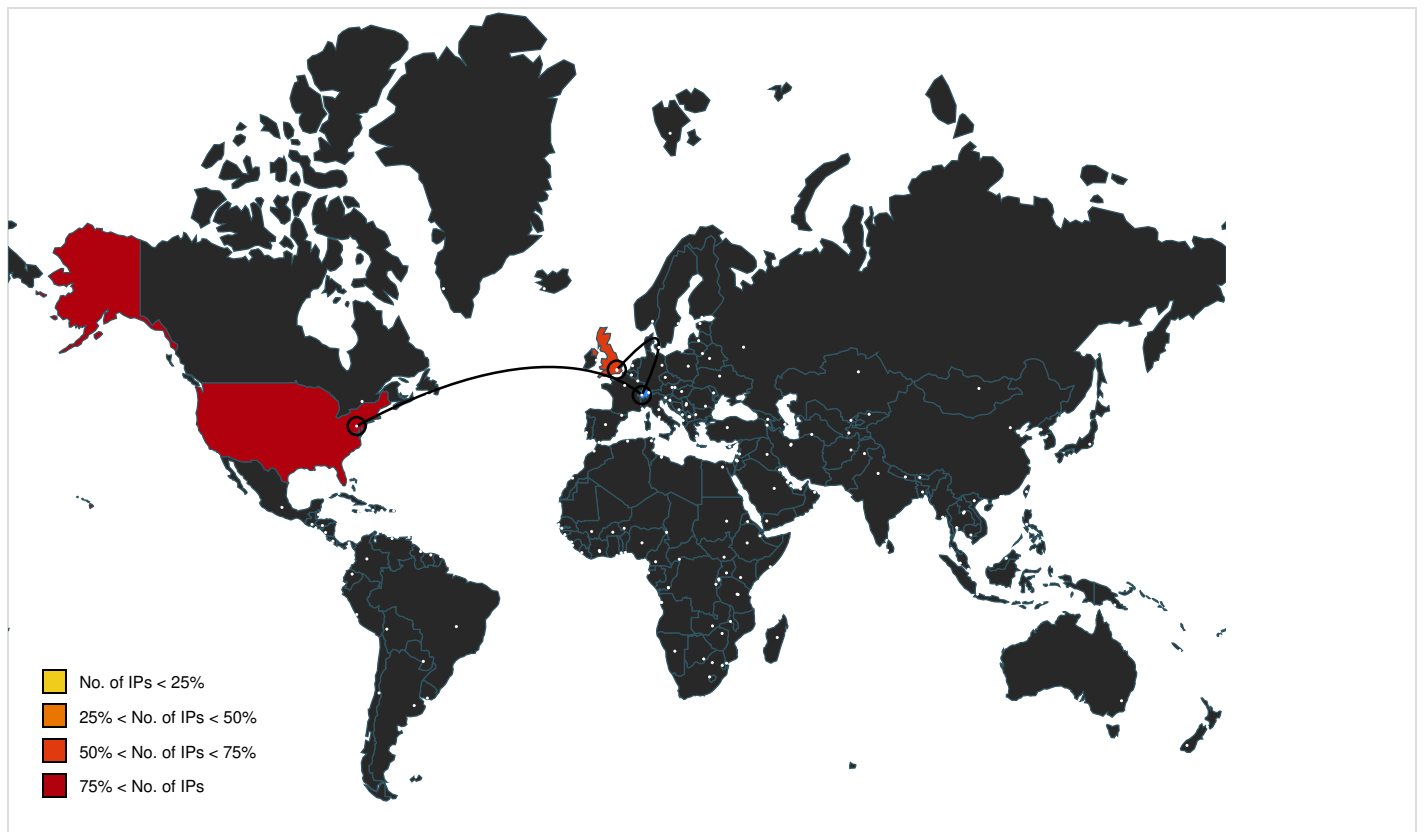 No. of IPs < 25%
25% < No. of IPs < 50%
50% < No. of IPs < 75%
75% < No. of IPs